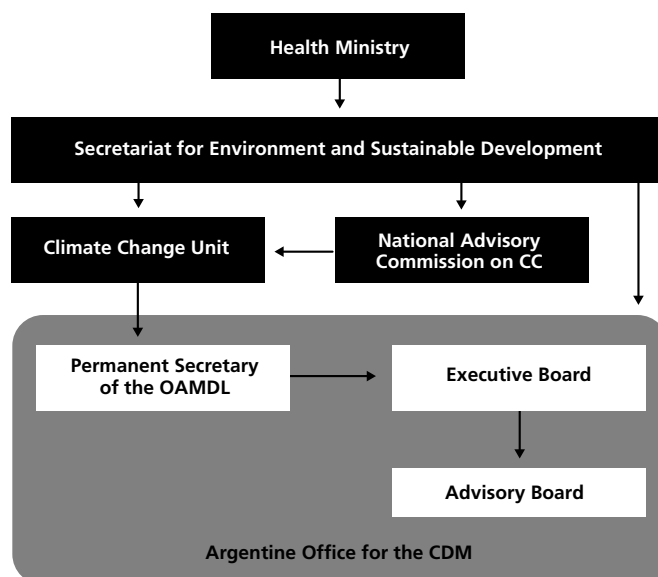 Health Ministry
Secretariat for Environment and Sustainable Development
Climate Change Unit
National Advisory
Commission on CC
Permanent Secretary
of the OAMDL
Executive Board
Advisory Board
Argentine Office for the CDM